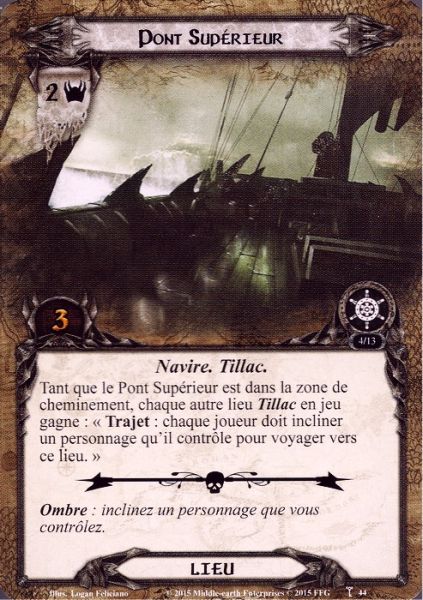 Pont Supérieur
2
3
4/13
Navire. Tillac.
Tant que le Pont Supérieur est dans la zone de
cheminement, chaque autre lieu Tillac en jeu
gagne : « Trajet : chaque joueur doit incliner
un personnage qu'il contrôle pour voyager vers
ce lieu. »
Ombre : inclinez un personnage que vous
contrôlez.
LIEU
Illus. Logan Feliciano © 2015 Middle-earth Enterprises © 2015 FFG 44